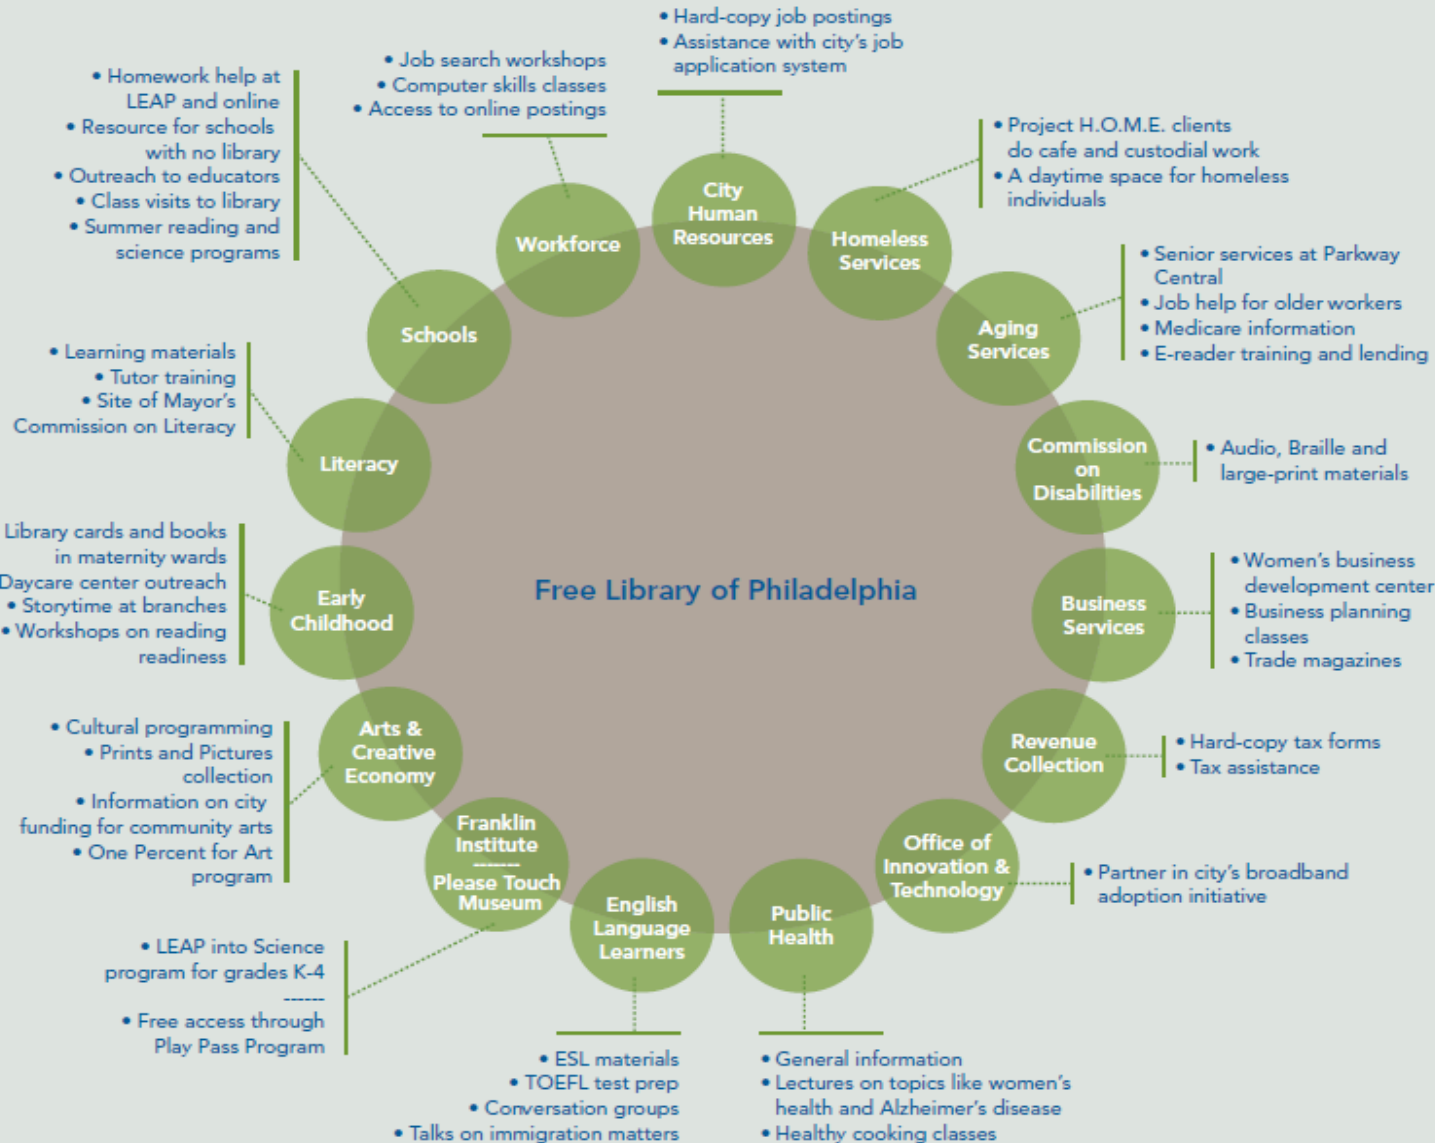 • Hard-copy job postings
• Assistance with city's job
application system
City
Human
Resources
• Project H.O.M.E. clients
do cafe and custodial work
• A daytime space for homeless
individuals
Homeless
Services
• Senior services at Parkway
Central
• Job help for older workers
• Medicare information
• E-reader training and lending
Aging
Services
• Audio, Braille and
large-print materials
Commission
on
Disabilities
• Women's business
development center
• Business planning
classes
• Trade magazines
Business
Services
• Hard-copy tax forms
• Tax assistance
Revenue
Collection
• Partner in city's broadband
adoption initiative
Office of
Innovation &
Technology
Public
Health
• General information
• Lectures on topics like women's
health and Alzheimer's disease
• Healthy cooking classes
English
Language
Learners
• ESL materials
• TOEFL test prep
• Conversation groups
• Talks on immigration matters
Franklin
Institute
-------
Please Touch
Museum
• LEAP into Science
program for grades K-4
------
• Free access through
Play Pass Program
Arts &
Creative
Economy
• Cultural programming
• Prints and Pictures
collection
• Information on city
funding for community arts
• One Percent for Art
program
Early
Childhood
Library cards and books
in maternity wards
Daycare center outreach
• Storytime at branches
• Workshops on reading
readiness
Literacy
• Learning materials
• Tutor training
• Site of Mayor's
Commission on Literacy
Schools
• Homework help at
LEAP and online
• Resource for schools
with no library
• Outreach to educators
• Class visits to library
• Summer reading and
science programs
Workforce
• Job search workshops
• Computer skills classes
• Access to online postings
Free Library of Philadelphia